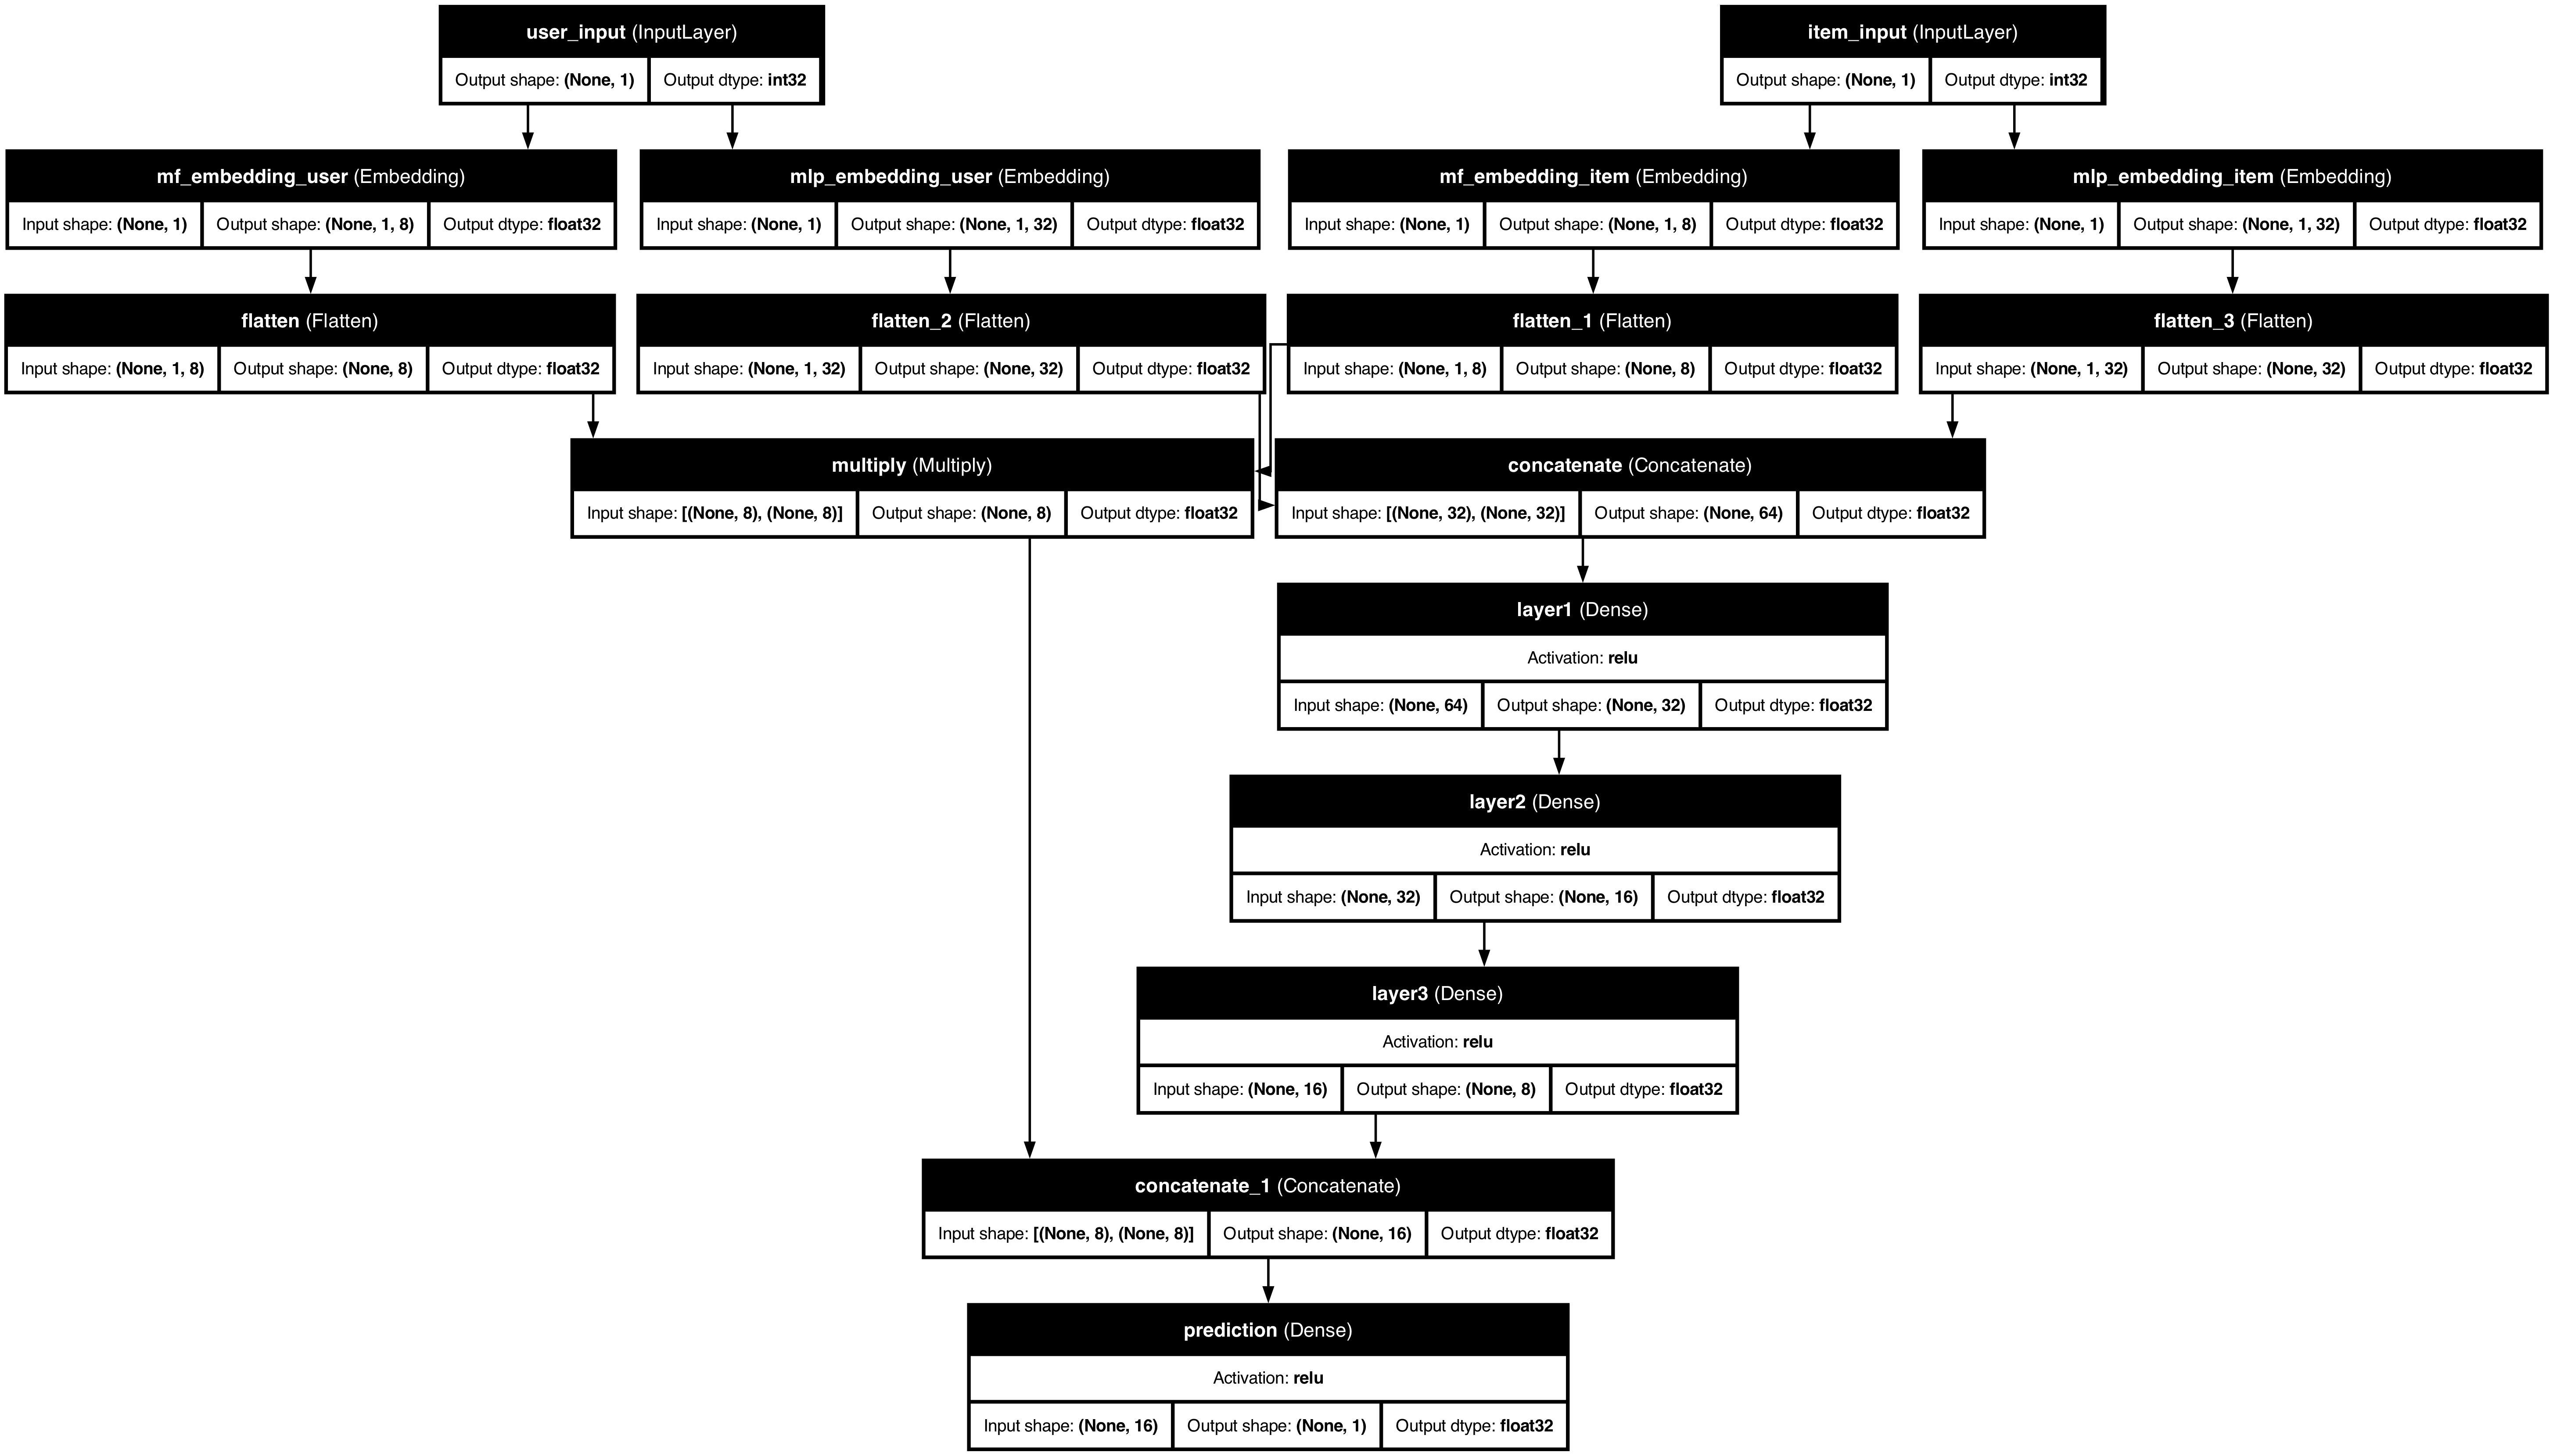 user_input (InputLayer)
Output shape: (None, 1) Output dtype: int32
item_input (InputLayer)
Output shape: (None, 1) Output dtype: int32
mf_embedding_user (Embedding)
Input shape: (None, 1) Output shape: (None, 1, 8) Output dtype: float32
mlp_embedding_user (Embedding)
Input shape: (None, 1) Output shape: (None, 1, 32) Output dtype: float32
mf_embedding_item (Embedding)
Input shape: (None, 1) Output shape: (None, 1, 8) Output dtype: float32
mlp_embedding_item (Embedding)
Input shape: (None, 1) Output shape: (None, 1, 32) Output dtype: float32
flatten (Flatten)
Input shape: (None, 1, 8) Output shape: (None, 8) Output dtype: float32
flatten_2 (Flatten)
Input shape: (None, 1, 32) Output shape: (None, 32) Output dtype: float32
flatten_1 (Flatten)
Input shape: (None, 1, 8) Output shape: (None, 8) Output dtype: float32
flatten_3 (Flatten)
Input shape: (None, 1, 32) Output shape: (None, 32) Output dtype: float32
multiply (Multiply)
Input shape: [(None, 8), (None, 8)] Output shape: (None, 8) Output dtype: float32
concatenate (Concatenate)
Input shape: [(None, 32), (None, 32)] Output shape: (None, 64) Output dtype: float32
layer1 (Dense)
Activation: relu
Input shape: (None, 64) Output shape: (None, 32) Output dtype: float32
layer2 (Dense)
Activation: relu
Input shape: (None, 32) Output shape: (None, 16) Output dtype: float32
layer3 (Dense)
Activation: relu
Input shape: (None, 16) Output shape: (None, 8) Output dtype: float32
concatenate_1 (Concatenate)
Input shape: [(None, 8), (None, 8)] Output shape: (None, 16) Output dtype: float32
prediction (Dense)
Activation: relu
Input shape: (None, 16) Output shape: (None, 1) Output dtype: float32